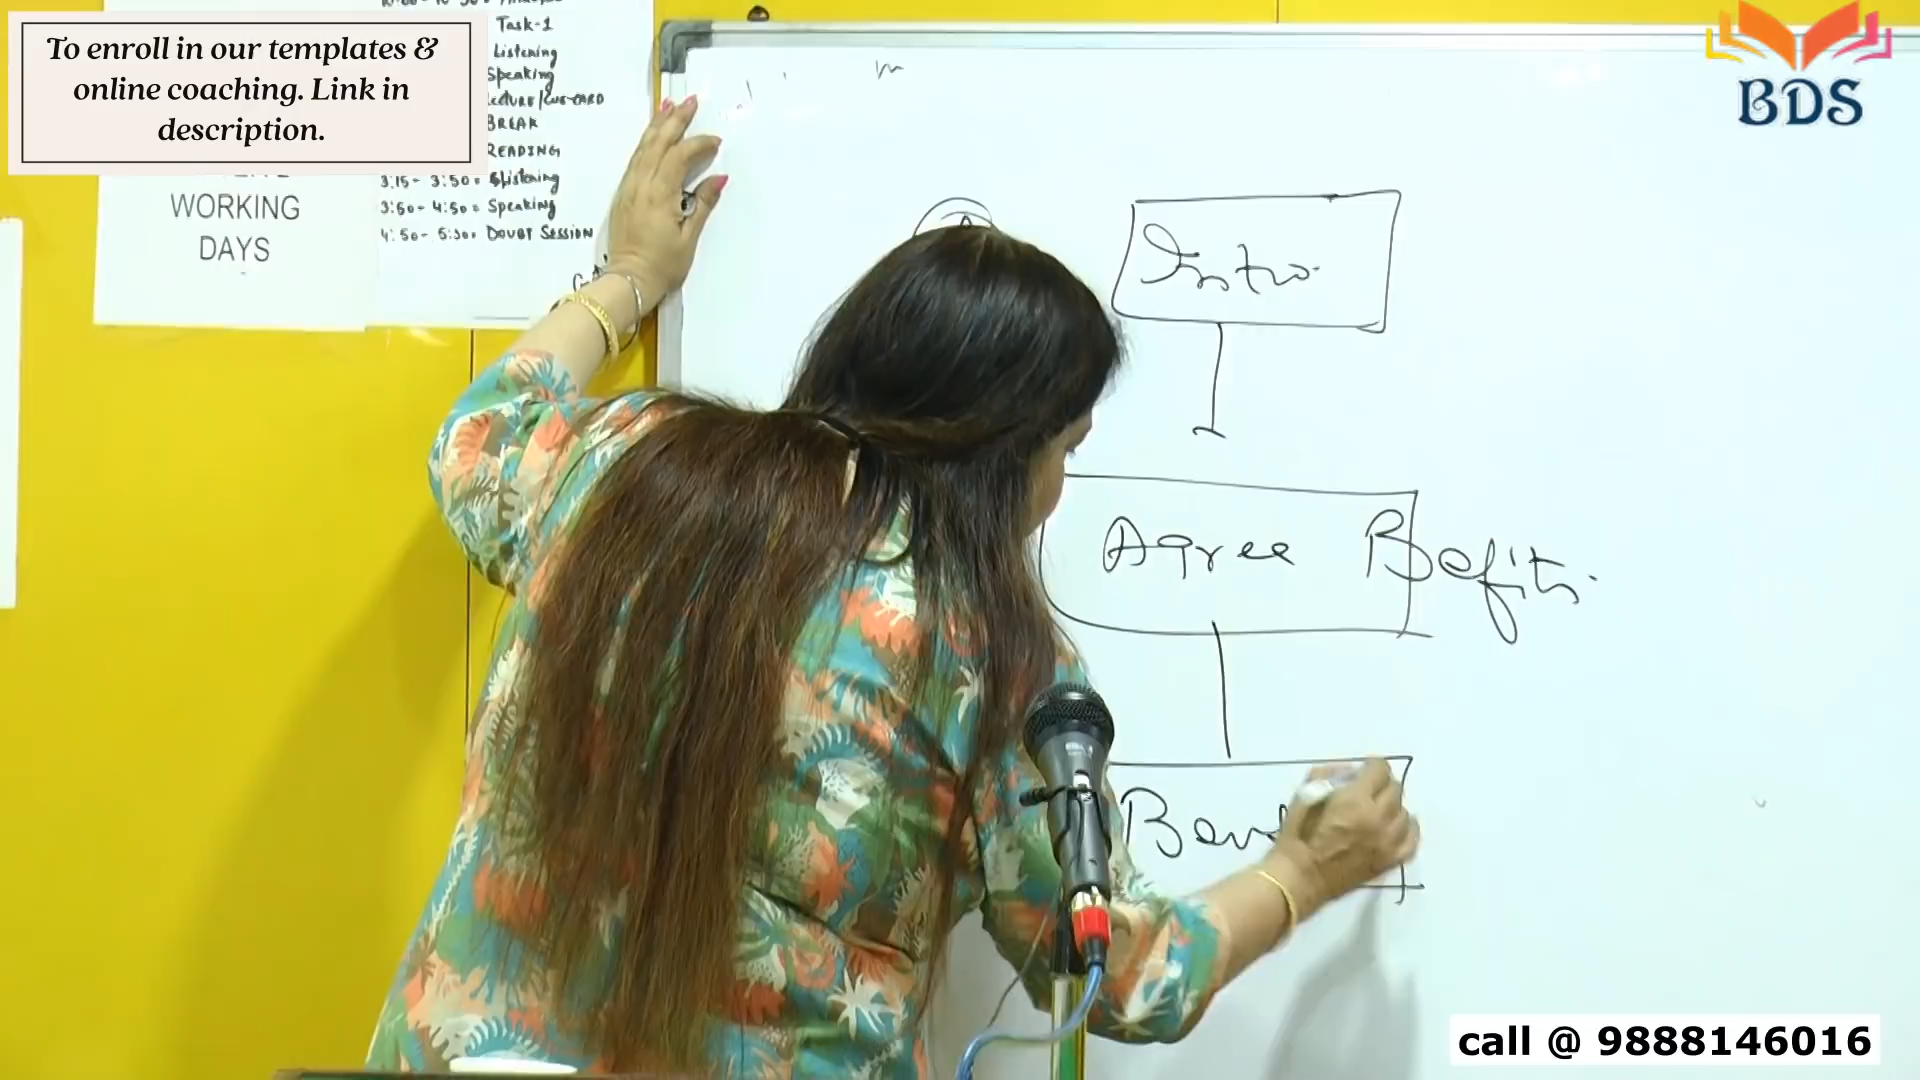 To enroll in our templates &
online coaching. Link in
description.
Task-1
Listening
Speaking
BREAK
READING
3:15- 3:50=
3:50- 4:50= Speaking
4:50- 5:30= DOUBT SESSION
WORKING
DAYS
BDS
Intro.
Agree Befits.
call @ 9888146016